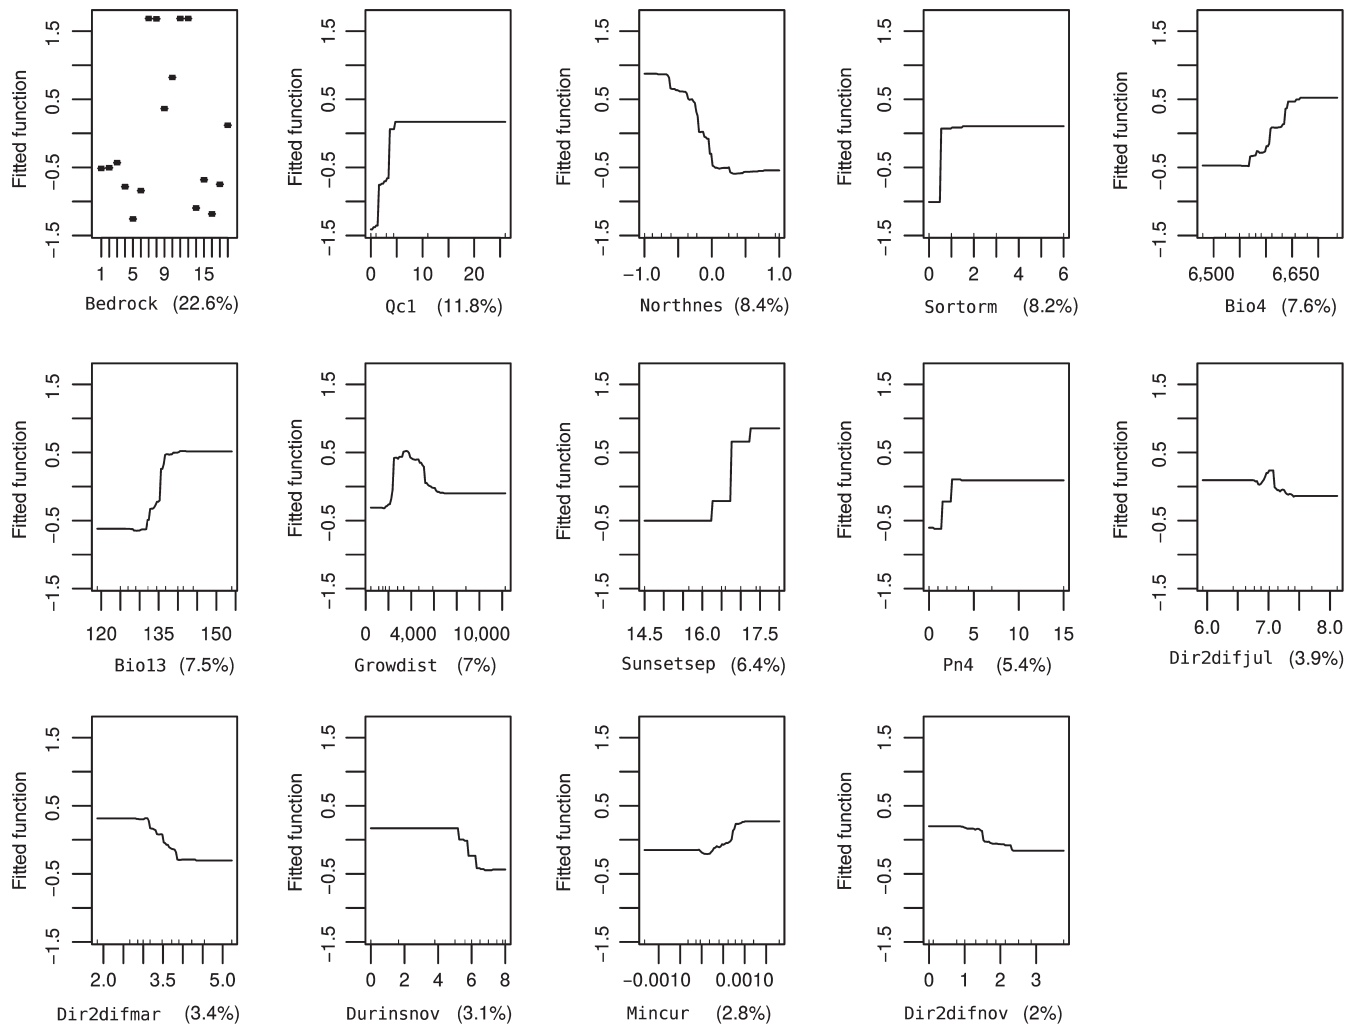 Fitted function
1.5
0.5
−0.5
−1.5
1 5 9 15
Bedrock (22.6%)
Fitted function
1.5
0.5
−0.5
−1.5
0 10 20
Qc1 (11.8%)
Fitted function
1.5
0.5
−0.5
−1.5
−1.0 0.0 1.0
Northnes (8.4%)
Fitted function
1.5
0.5
−0.5
−1.5
0 2 4 6
Sortorm (8.2%)
Fitted function
1.5
0.5
−0.5
−1.5
6,500 6,650
Bio4 (7.6%)
Fitted function
1.5
0.5
−0.5
−1.5
120 135 150
Bio13 (7.5%)
Fitted function
1.5
0.5
−0.5
−1.5
0 4,000 10,000
Growdist (7%)
Fitted function
1.5
0.5
−0.5
−1.5
14.5 16.0 17.5
Sunsetsep (6.4%)
Fitted function
1.5
0.5
−0.5
−1.5
0 5 10 15
Pn4 (5.4%)
Fitted function
1.5
0.5
−0.5
−1.5
6.0 7.0 8.0
Dir2difjul (3.9%)
Fitted function
1.5
0.5
−0.5
−1.5
2.0 3.5 5.0
Dir2difmar (3.4%)
Fitted function
1.5
0.5
−0.5
−1.5
0 2 4 6 8
Durinsnov (3.1%)
Fitted function
1.5
0.5
−0.5
−1.5
−0.0010 0.0010
Mincur (2.8%)
Fitted function
1.5
0.5
−0.5
−1.5
0 1 2 3
Dir2difnov (2%)